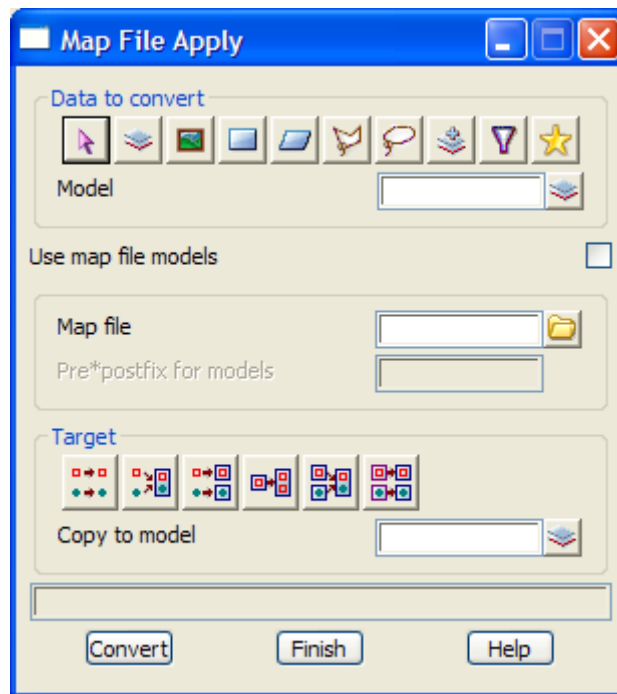 Map File Apply
Data to convert
Model
Use map file models
Map file
Pre*postfix for models
Target
Copy to model
Convert Finish Help